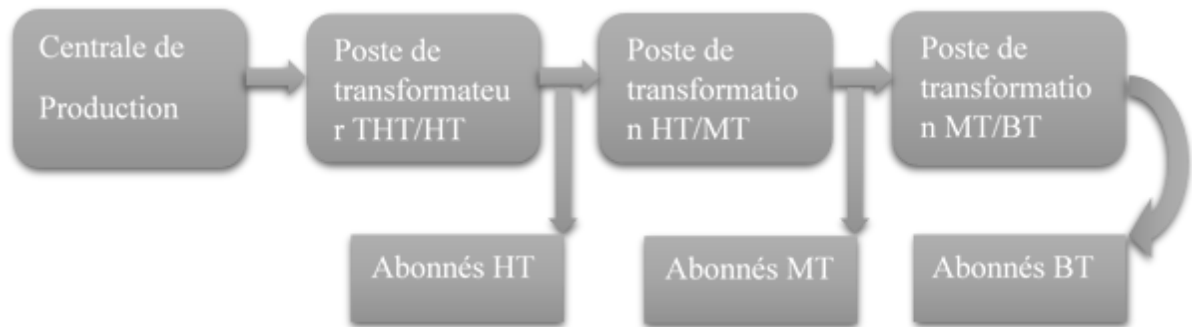 Centrale de
Production
Poste de
transformateu
r THT/HT
Poste de
transformatio
n HT/MT
Poste de
transformatio
n MT/BT
Abonnés HT
Abonnés MT
Abonnés BT